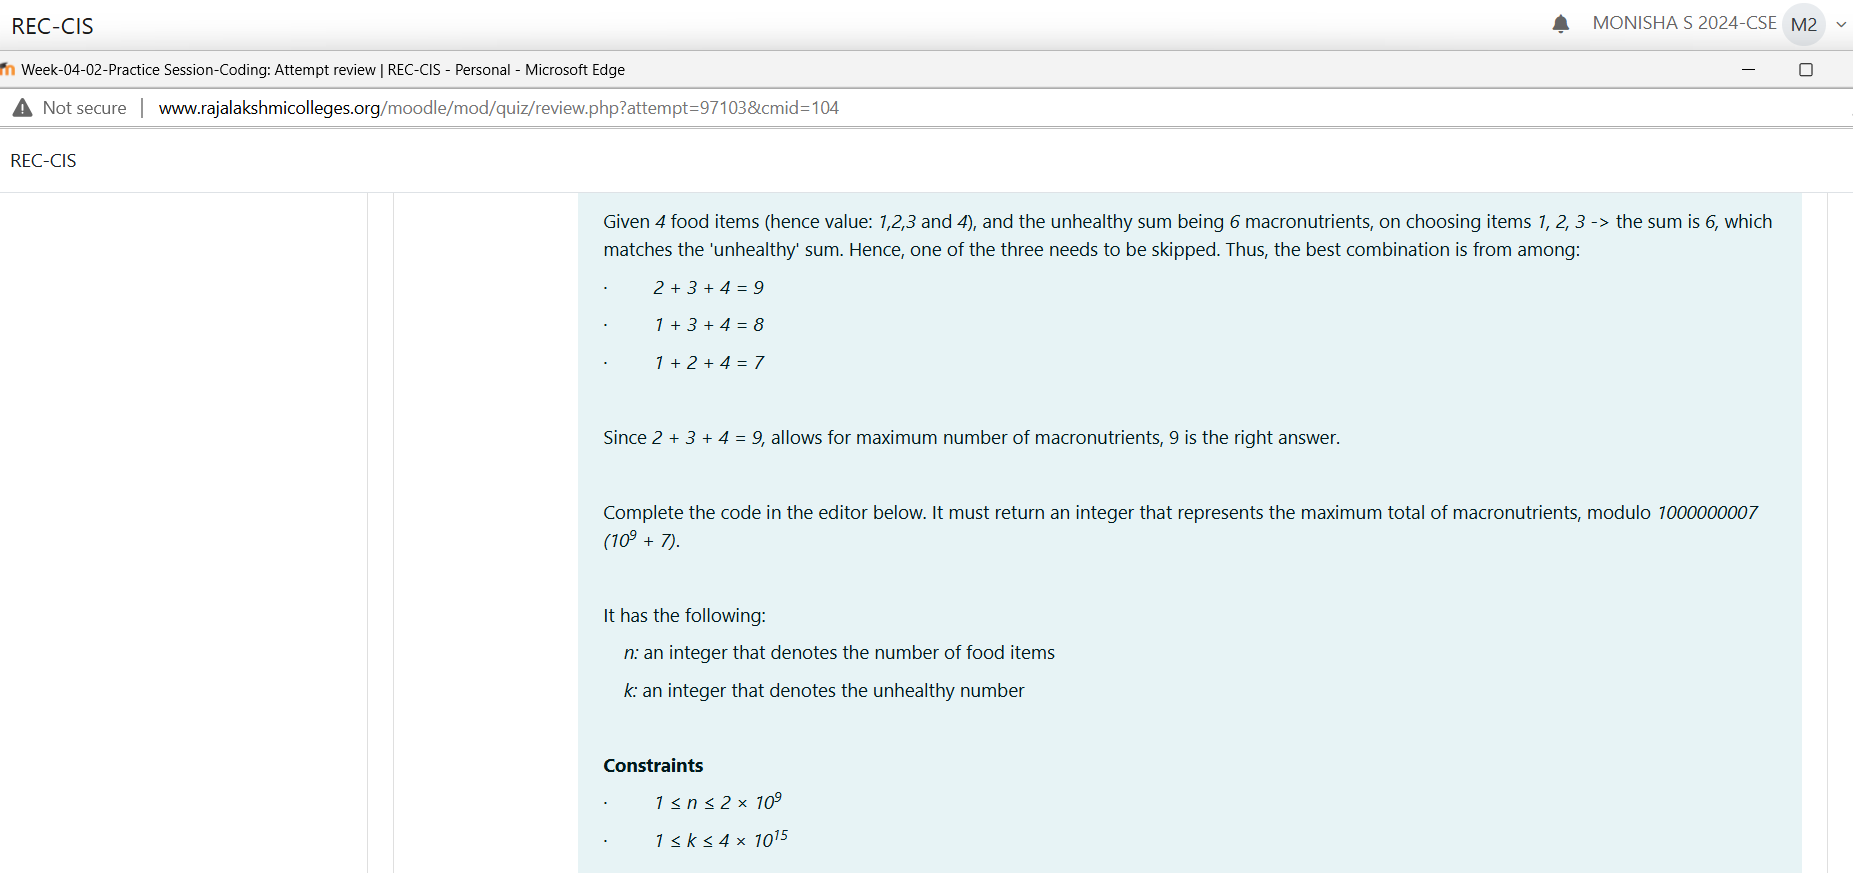 REC-CIS
MONISHA S 2024-CSE M2
Week-04-02-Practice Session-Coding: Attempt review | REC-CIS - Personal - Microsoft Edge
Not secure | www.rajalakshmicolleges.org/moodle/mod/quiz/review.php?attempt=97103&cmid=104
REC-CIS
Given 4 food items (hence value: 1,2,3 and 4), and the unhealthy sum being 6 macronutrients, on choosing items 1, 2, 3 -> the sum is 6, which
matches the 'unhealthy' sum. Hence, one of the three needs to be skipped. Thus, the best combination is from among:
· 2 + 3 + 4 = 9
· 1 + 3 + 4 = 8
· 1 + 2 + 4 = 7
Since 2 + 3 + 4 = 9, allows for maximum number of macronutrients, 9 is the right answer.
Complete the code in the editor below. It must return an integer that represents the maximum total of macronutrients, modulo 1000000007
(10⁹ + 7).
It has the following:
n: an integer that denotes the number of food items
k: an integer that denotes the unhealthy number
Constraints
· 1 ≤ n ≤ 2 × 10⁹
· 1 ≤ k ≤ 4 × 10¹⁵